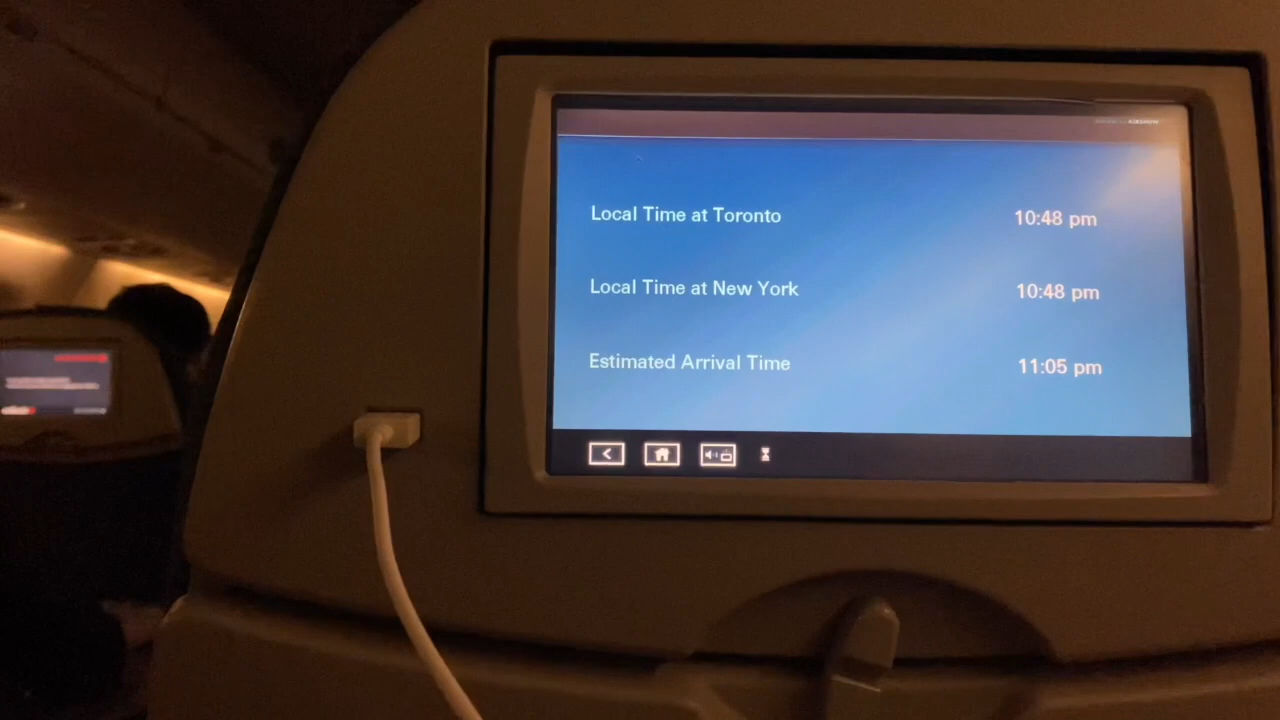 Local Time at Toronto 10:48 pm
Local Time at New York 10:48 pm
Estimated Arrival Time 11:05 pm